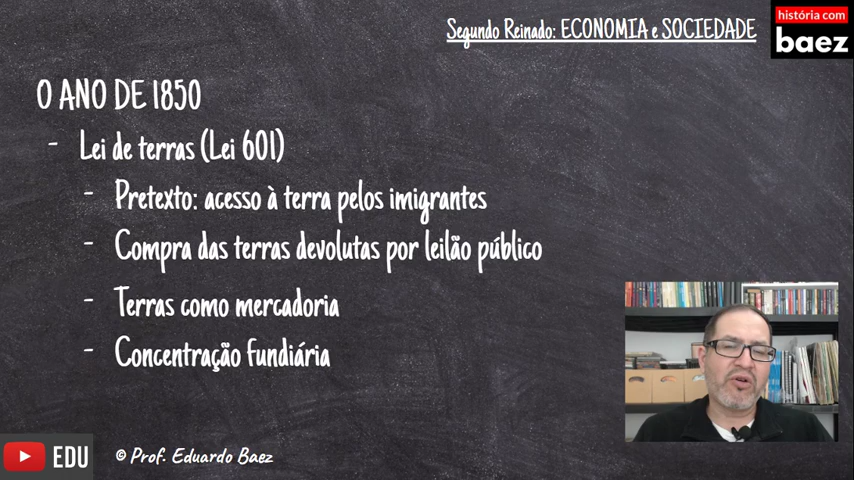 Segundo Reinado: ECONOMIA e SOCIEDADE
história com
baez
O ANO DE 1850
- Lei de terras (Lei 601)
- Pretexto: acesso à terra pelos imigrantes
- Compra das terras devolutas por leilão público
- Terras como mercadoria
- Concentração fundiária
EDU
© Prof. Eduardo Baez